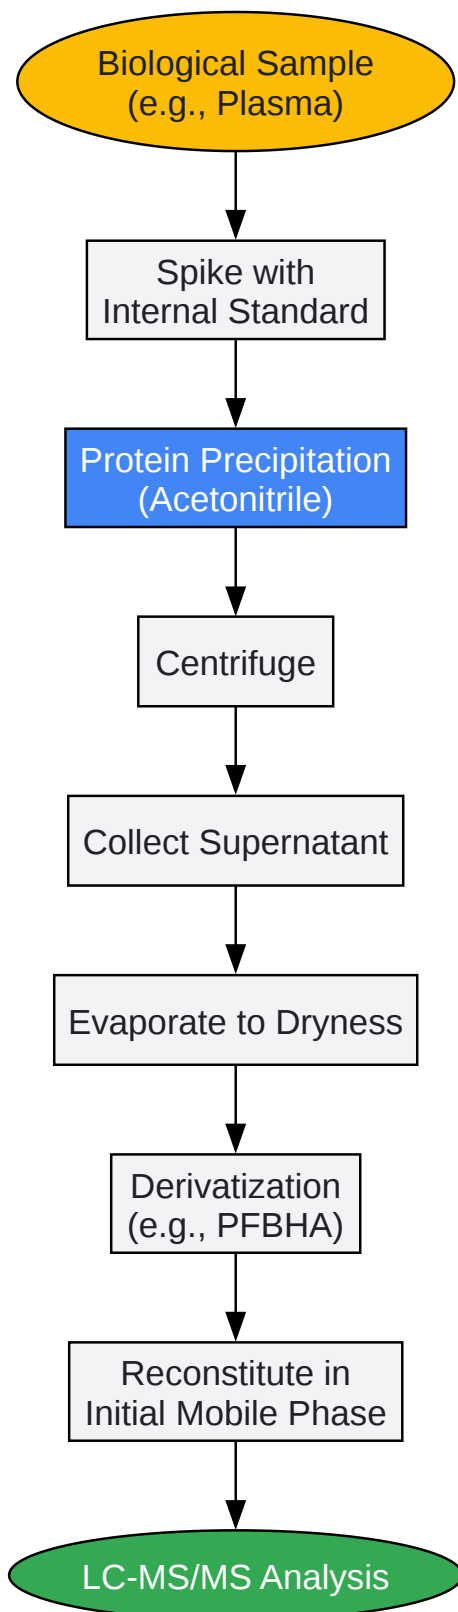 Biological Sample
(e.g., Plasma)
Spike with
Internal Standard
Protein Precipitation
(Acetonitrile)
Centrifuge
Collect Supernatant
Evaporate to Dryness
Derivatization
(e.g., PFBHA)
Reconstitute in
Initial Mobile Phase
LC-MS/MS Analysis